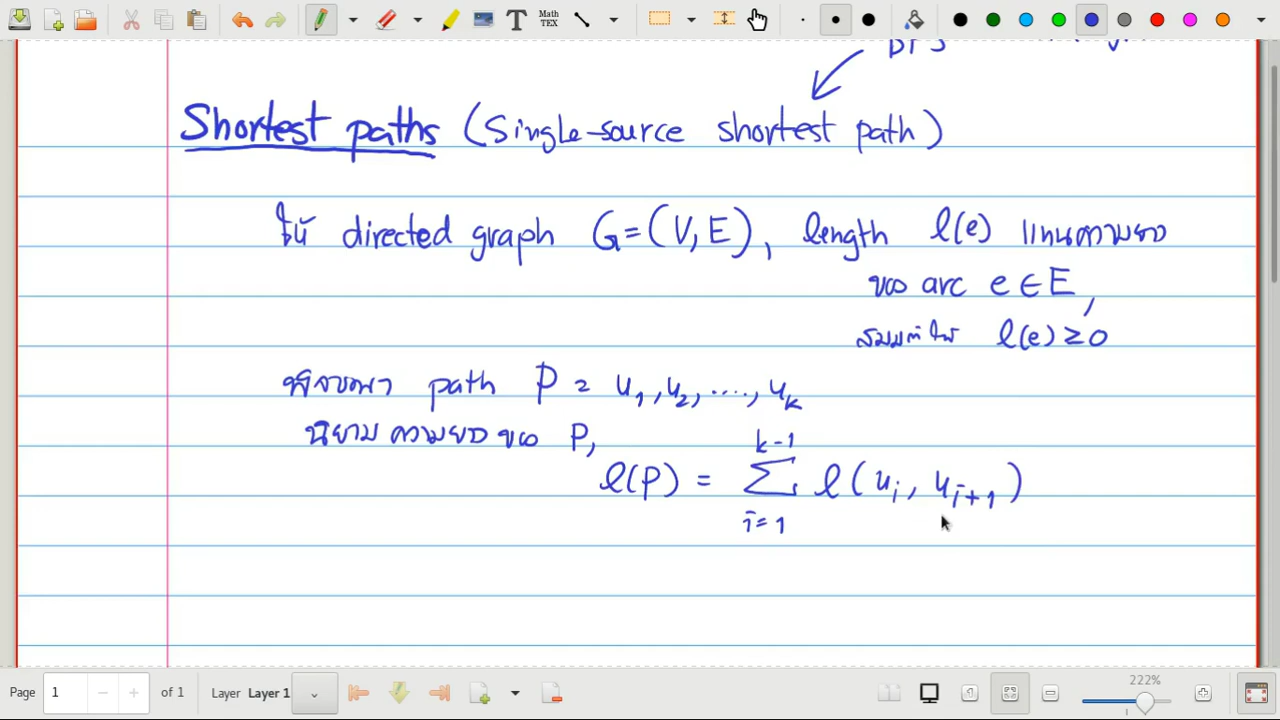 Math
TEX
Shortest paths (Single-source shortest path)
ให้ directed graph G=(V,E), length l(e) แทนความยาว
ของ arc e∈E,
สมมติให้ l(e) ≥ 0
พิจารณา path P = u₁, u₂, ...., uₖ
นิยาม ความยาว ของ P,
l(P) = Σ l(uᵢ, uᵢ₊₁)
k-1
i=1
Page 1 of 1 Layer Layer 1 222%